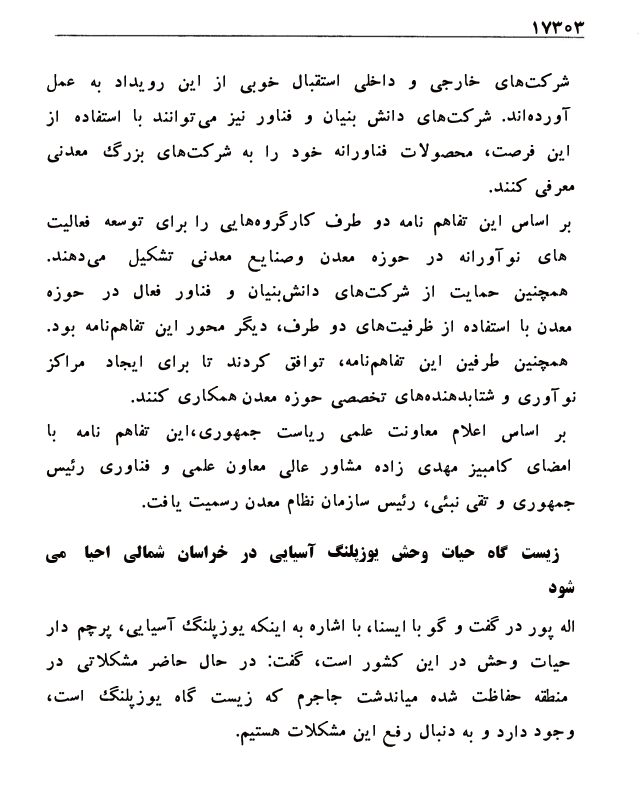 ۱۷۳۰۳
شرکت‌های خارجی و داخلی استقبال خوبی از این رویداد به عمل
آورده‌اند. شرکت‌های دانش بنیان و فناور نیز می‌توانند با استفاده از
این فرصت، محصولات فناورانه خود را به شرکت‌های بزرگ معدنی
معرفی کنند.
بر اساس این تفاهم نامه دو طرف کارگروه‌هایی را برای توسعه فعالیت
های نوآورانه در حوزه معدن وصنایع معدنی تشکیل می‌دهند.
همچنین حمایت از شرکت‌های دانش‌بنیان و فناور فعال در حوزه
معدن با استفاده از ظرفیت‌های دو طرف، دیگر محور این تفاهم‌نامه بود.
همچنین طرفین این تفاهم‌نامه، توافق کردند تا برای ایجاد مراکز
نوآوری و شتابدهنده‌های تخصصی حوزه معدن همکاری کنند.
بر اساس اعلام معاونت علمی ریاست جمهوری،این تفاهم نامه با
امضای کامبیز مهدی زاده مشاور عالی معاون علمی و فناوری رئیس
جمهوری و تقی نبئی، رئیس سازمان نظام معدن رسمیت یافت.
زیست گاه حیات وحش یوزپلنگ آسیایی در خراسان شمالی احیا می
شود
اله پور در گفت و گو با ایسنا، با اشاره به اینکه یوزپلنگ آسیایی، پرچم دار
حیات وحش در این کشور است، گفت: در حال حاضر مشکلاتی در
منطقه حفاظت شده میاندشت جاجرم که زیست گاه یوزپلنگ است،
وجود دارد و به دنبال رفع این مشکلات هستیم.